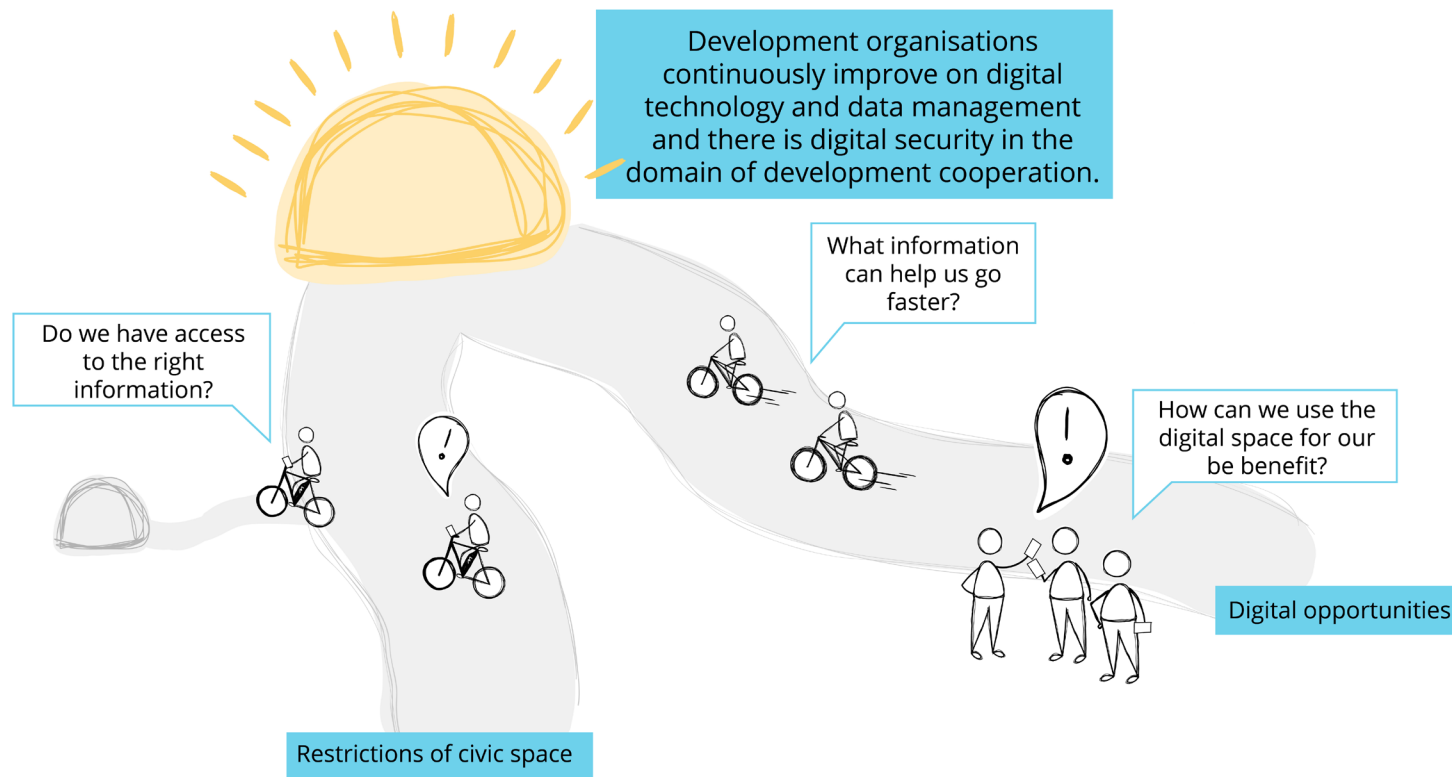 Development organisations
continuously improve on digital
technology and data management
and there is digital security in the
domain of development cooperation.
What information
can help us go
faster?
Do we have access
to the right
information?
!
!
How can we use the
digital space for our
be benefit?
Digital opportunities
Restrictions of civic space